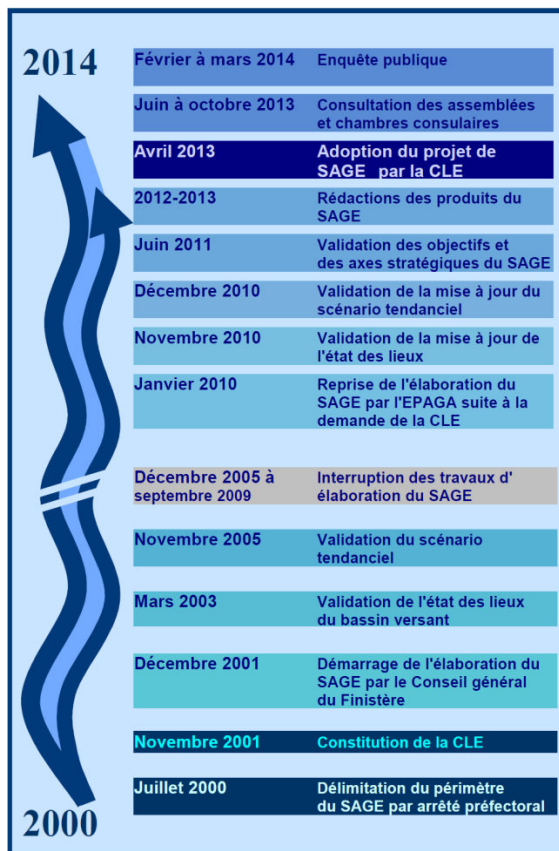 2014
Février à mars 2014 Enquête publique
Juin à octobre 2013 Consultation des assemblées
et chambres consulaires
Avril 2013 Adoption du projet de
SAGE par la CLE
2012-2013 Rédactions des produits du
SAGE
Juin 2011 Validation des objectifs et
des axes stratégiques du SAGE
Décembre 2010 Validation de la mise à jour du
scénario tendanciel
Novembre 2010 Validation de la mise à jour de
l'état des lieux
Janvier 2010 Reprise de l'élaboration du
SAGE par l'EPAGA suite à la
demande de la CLE
Décembre 2005 à Interruption des travaux d'
septembre 2009 élaboration du SAGE
Novembre 2005 Validation du scénario
tendanciel
Mars 2003 Validation de l'état des lieux
du bassin versant
Décembre 2001 Démarrage de l'élaboration du
SAGE par le Conseil général
du Finistère
Novembre 2001 Constitution de la CLE
Juillet 2000 Délimitation du périmètre
du SAGE par arrêté préfectoral
2000